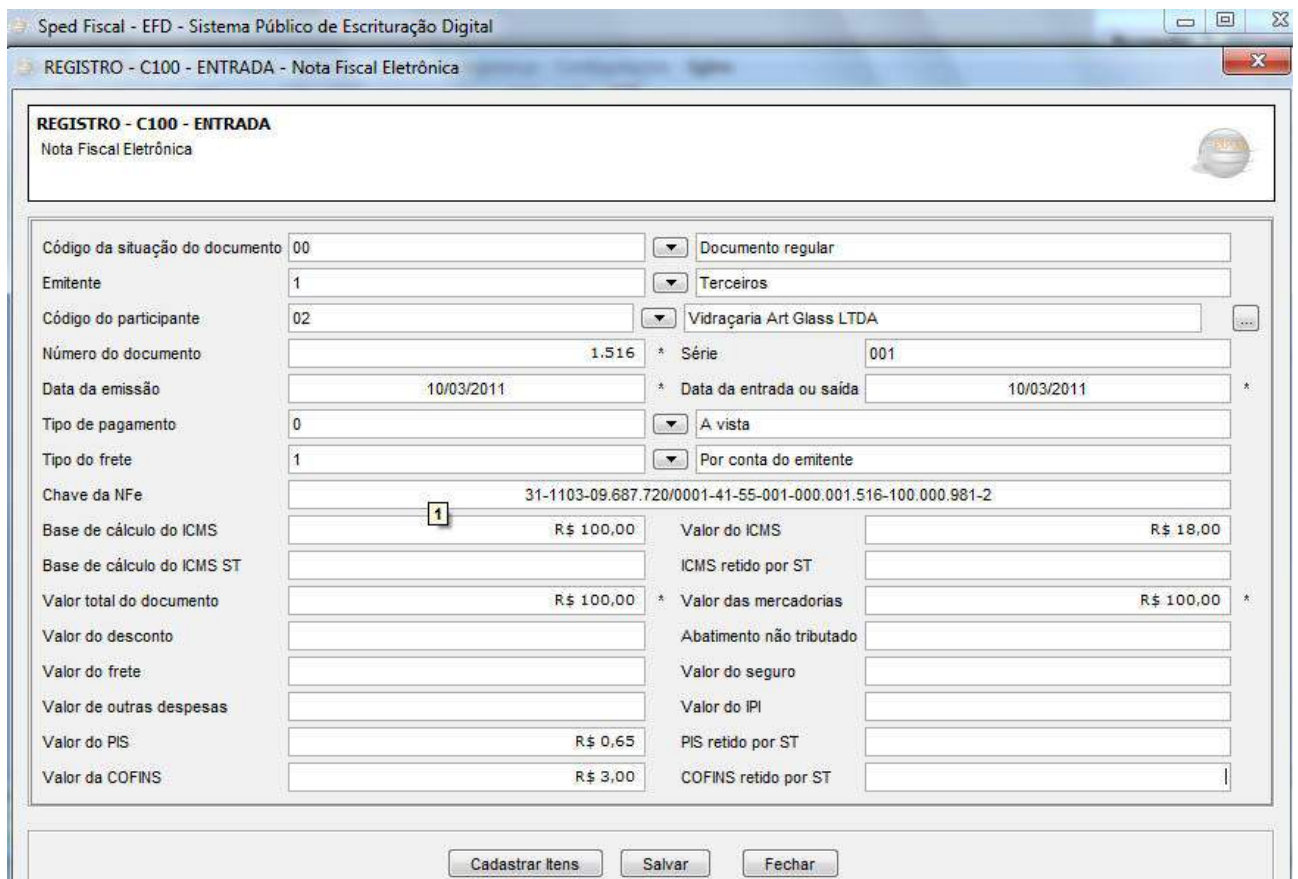 Sped Fiscal - EFD - Sistema Público de Escrituração Digital
REGISTRO - C100 - ENTRADA - Nota Fiscal Eletrônica
REGISTRO - C100 - ENTRADA
Nota Fiscal Eletrônica
Código da situação do documento 00 Documento regular
Emitente 1 Terceiros
Código do participante 02 Vidraçaria Art Glass LTDA ...
Número do documento 1.516 * Série 001
Data da emissão 10/03/2011 * Data da entrada ou saída 10/03/2011 *
Tipo de pagamento 0 A vista
Tipo do frete 1 Por conta do emitente
Chave da NFe 31-1103-09.687.720/0001-41-55-001-000.001.516-100.000.981-2
1
Base de cálculo do ICMS R$ 100,00 Valor do ICMS R$ 18,00
Base de cálculo do ICMS ST ICMS retido por ST
Valor total do documento R$ 100,00 * Valor das mercadorias R$ 100,00 *
Valor do desconto Abatimento não tributado
Valor do frete Valor do seguro
Valor de outras despesas Valor do IPI
Valor do PIS R$ 0,65 PIS retido por ST
Valor da COFINS R$ 3,00 COFINS retido por ST
Cadastrar Itens Salvar Fechar